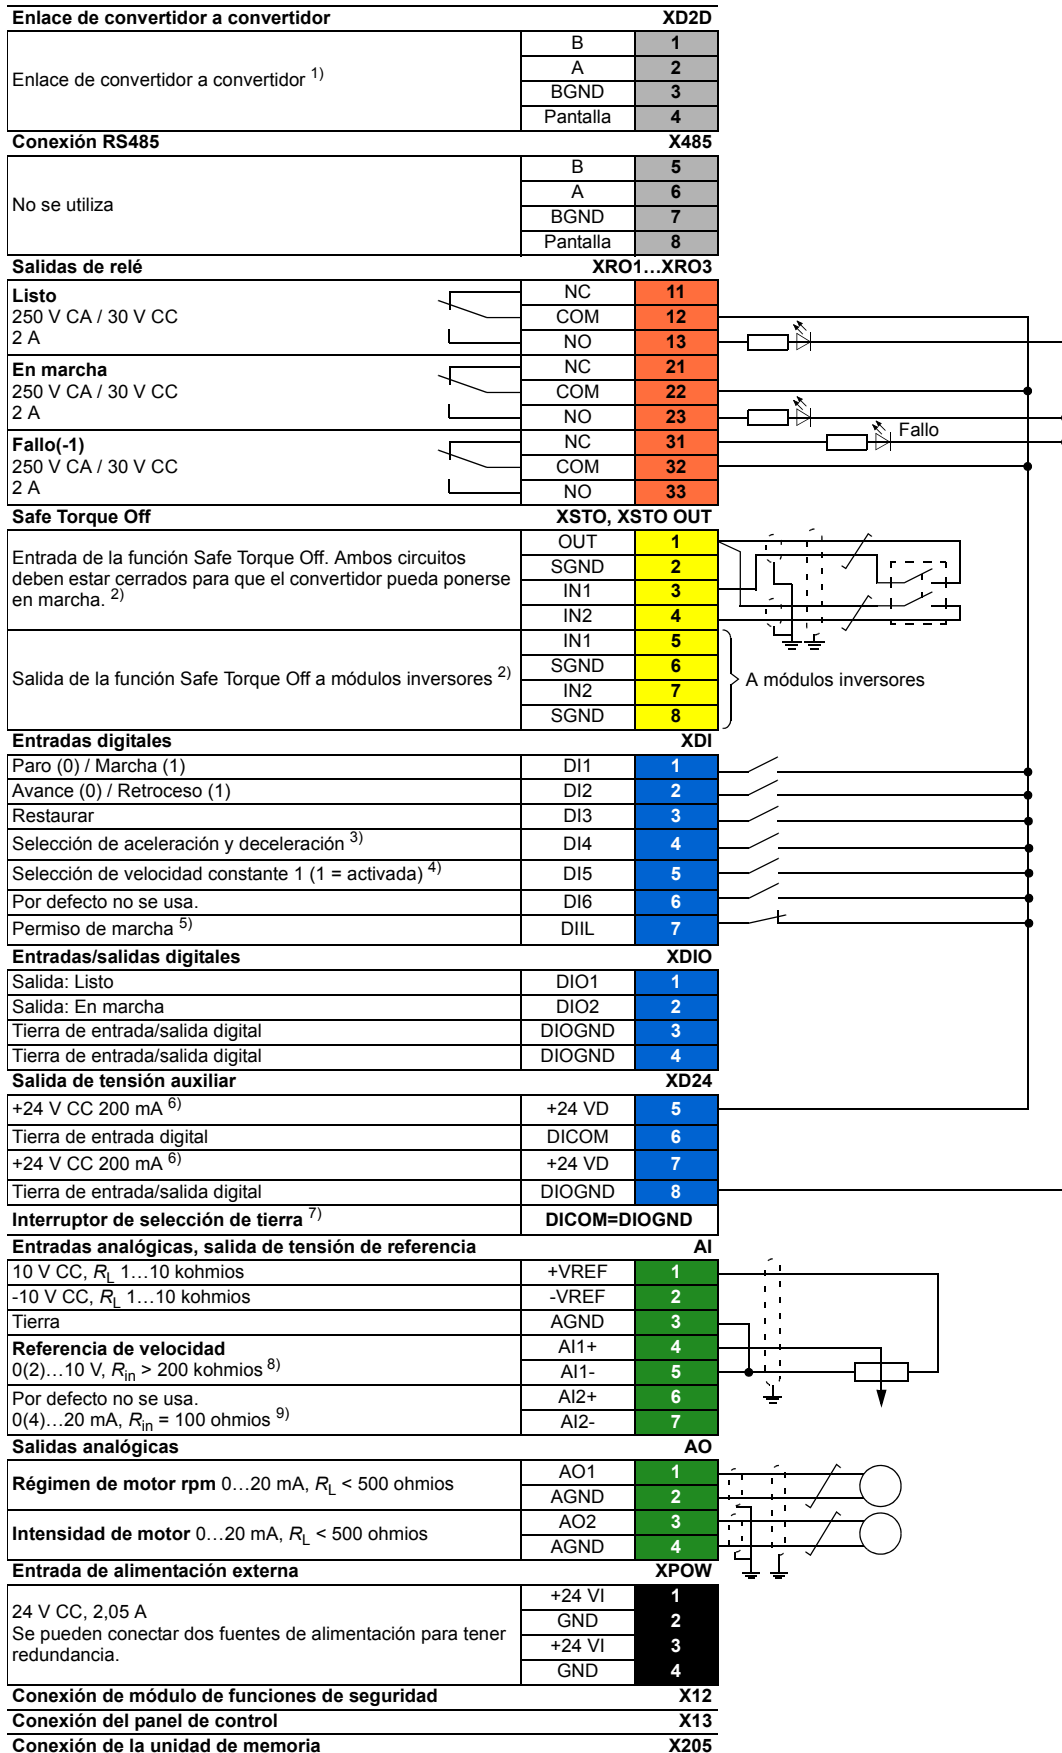 Enlace de convertidor a convertidor XD2D
B 1
Enlace de convertidor a convertidor 1) A 2
BGND 3
Pantalla 4
Conexión RS485 X485
B 5
No se utiliza A 6
BGND 7
Pantalla 8
Salidas de relé XRO1…XRO3
Listo NC 11
250 V CA / 30 V CC COM 12
2 A NO 13
En marcha NC 21
250 V CA / 30 V CC COM 22
2 A NO 23
Fallo
Fallo(-1) NC 31
250 V CA / 30 V CC COM 32
2 A NO 33
Safe Torque Off XSTO, XSTO OUT
OUT 1
Entrada de la función Safe Torque Off. Ambos circuitos
deben estar cerrados para que el convertidor pueda ponerse
en marcha. 2)
SGND 2
IN1 3
IN2 4
IN1 5
Salida de la función Safe Torque Off a módulos inversores 2) SGND 6
A módulos inversores
IN2 7
SGND 8
Entradas digitales XDI
Paro (0) / Marcha (1) DI1 1
Avance (0) / Retroceso (1) DI2 2
Restaurar DI3 3
Selección de aceleración y deceleración 3) DI4 4
Selección de velocidad constante 1 (1 = activada) 4) DI5 5
Por defecto no se usa. DI6 6
Permiso de marcha 5) DIIL 7
Entradas/salidas digitales XDIO
Salida: Listo DIO1 1
Salida: En marcha DIO2 2
Tierra de entrada/salida digital DIOGND 3
Tierra de entrada/salida digital DIOGND 4
Salida de tensión auxiliar XD24
+24 V CC 200 mA 6) +24 VD 5
Tierra de entrada digital DICOM 6
+24 V CC 200 mA 6) +24 VD 7
Tierra de entrada/salida digital DIOGND 8
Interruptor de selección de tierra 7) DICOM=DIOGND
Entradas analógicas, salida de tensión de referencia AI
10 V CC, RL 1…10 kohmios +VREF 1
-10 V CC, RL 1…10 kohmios -VREF 2
Tierra AGND 3
Referencia de velocidad AI1+ 4
0(2)…10 V, Rin > 200 kohmios 8) AI1- 5
Por defecto no se usa. AI2+ 6
0(4)…20 mA, Rin = 100 ohmios 9) AI2- 7
Salidas analógicas AO
Régimen de motor rpm 0…20 mA, RL < 500 ohmios AO1 1
AGND 2
Intensidad de motor 0…20 mA, RL < 500 ohmios AO2 3
AGND 4
Entrada de alimentación externa XPOW
+24 VI 1
24 V CC, 2,05 A
Se pueden conectar dos fuentes de alimentación para tener
redundancia.
GND 2
+24 VI 3
GND 4
Conexión de módulo de funciones de seguridad X12
Conexión del panel de control X13
Conexión de la unidad de memoria X205